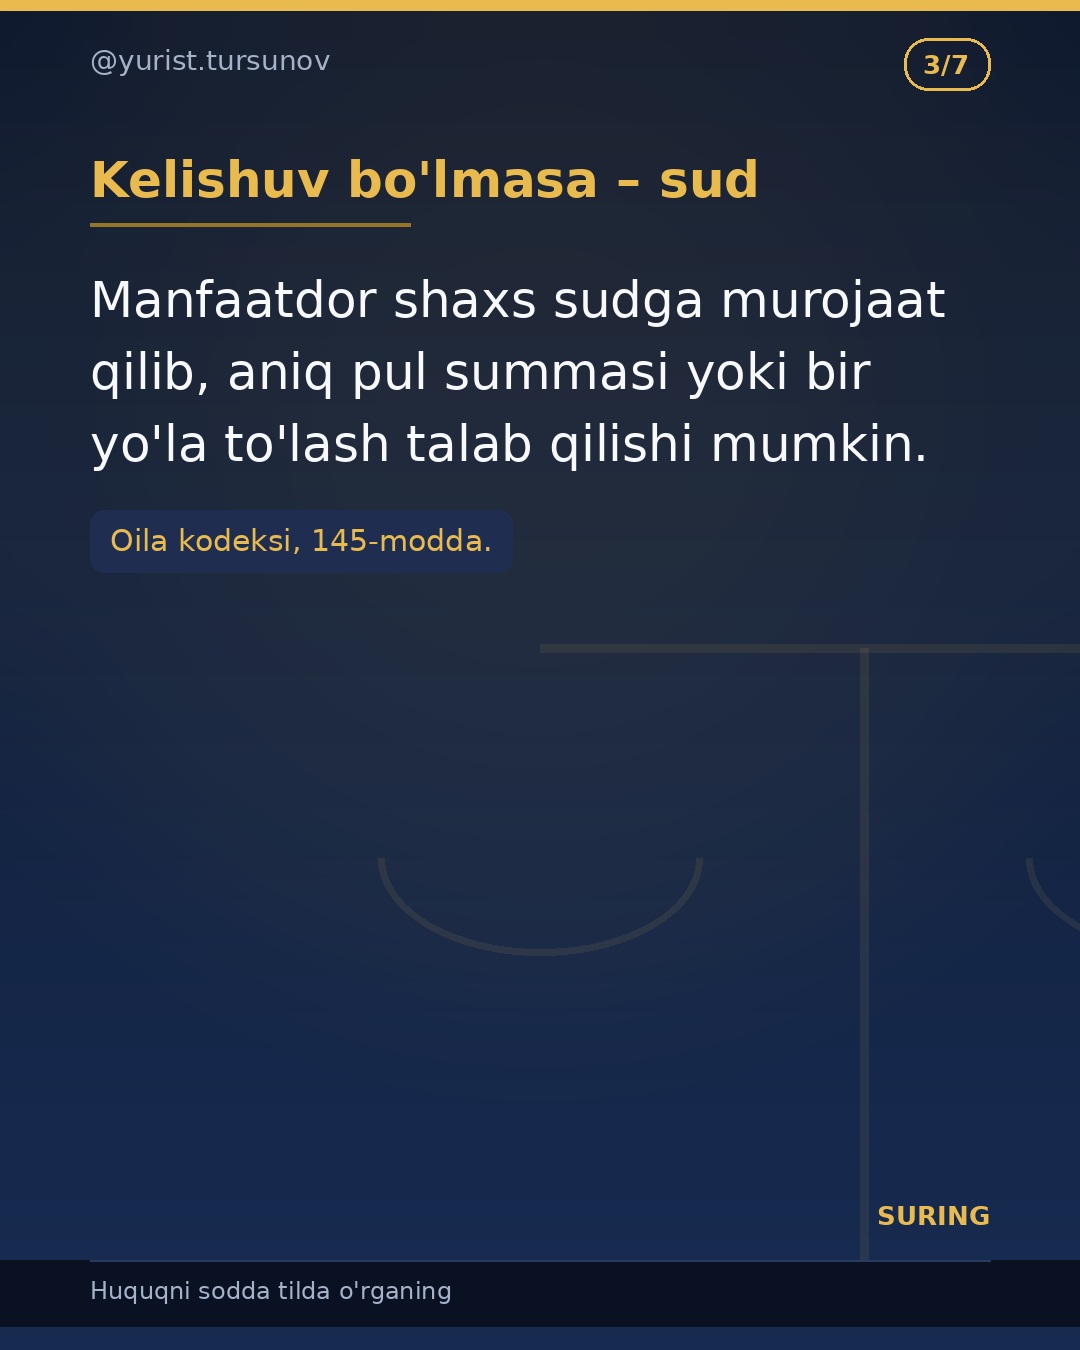 @yurist.tursunov
3/7
Kelishuv bo'lmasa – sud
Manfaatdor shaxs sudga murojaat
qilib, aniq pul summasi yoki bir
yo'la to'lash talab qilishi mumkin.
Oila kodeksi, 145-modda.
SURING
Huquqni sodda tilda o'rganing